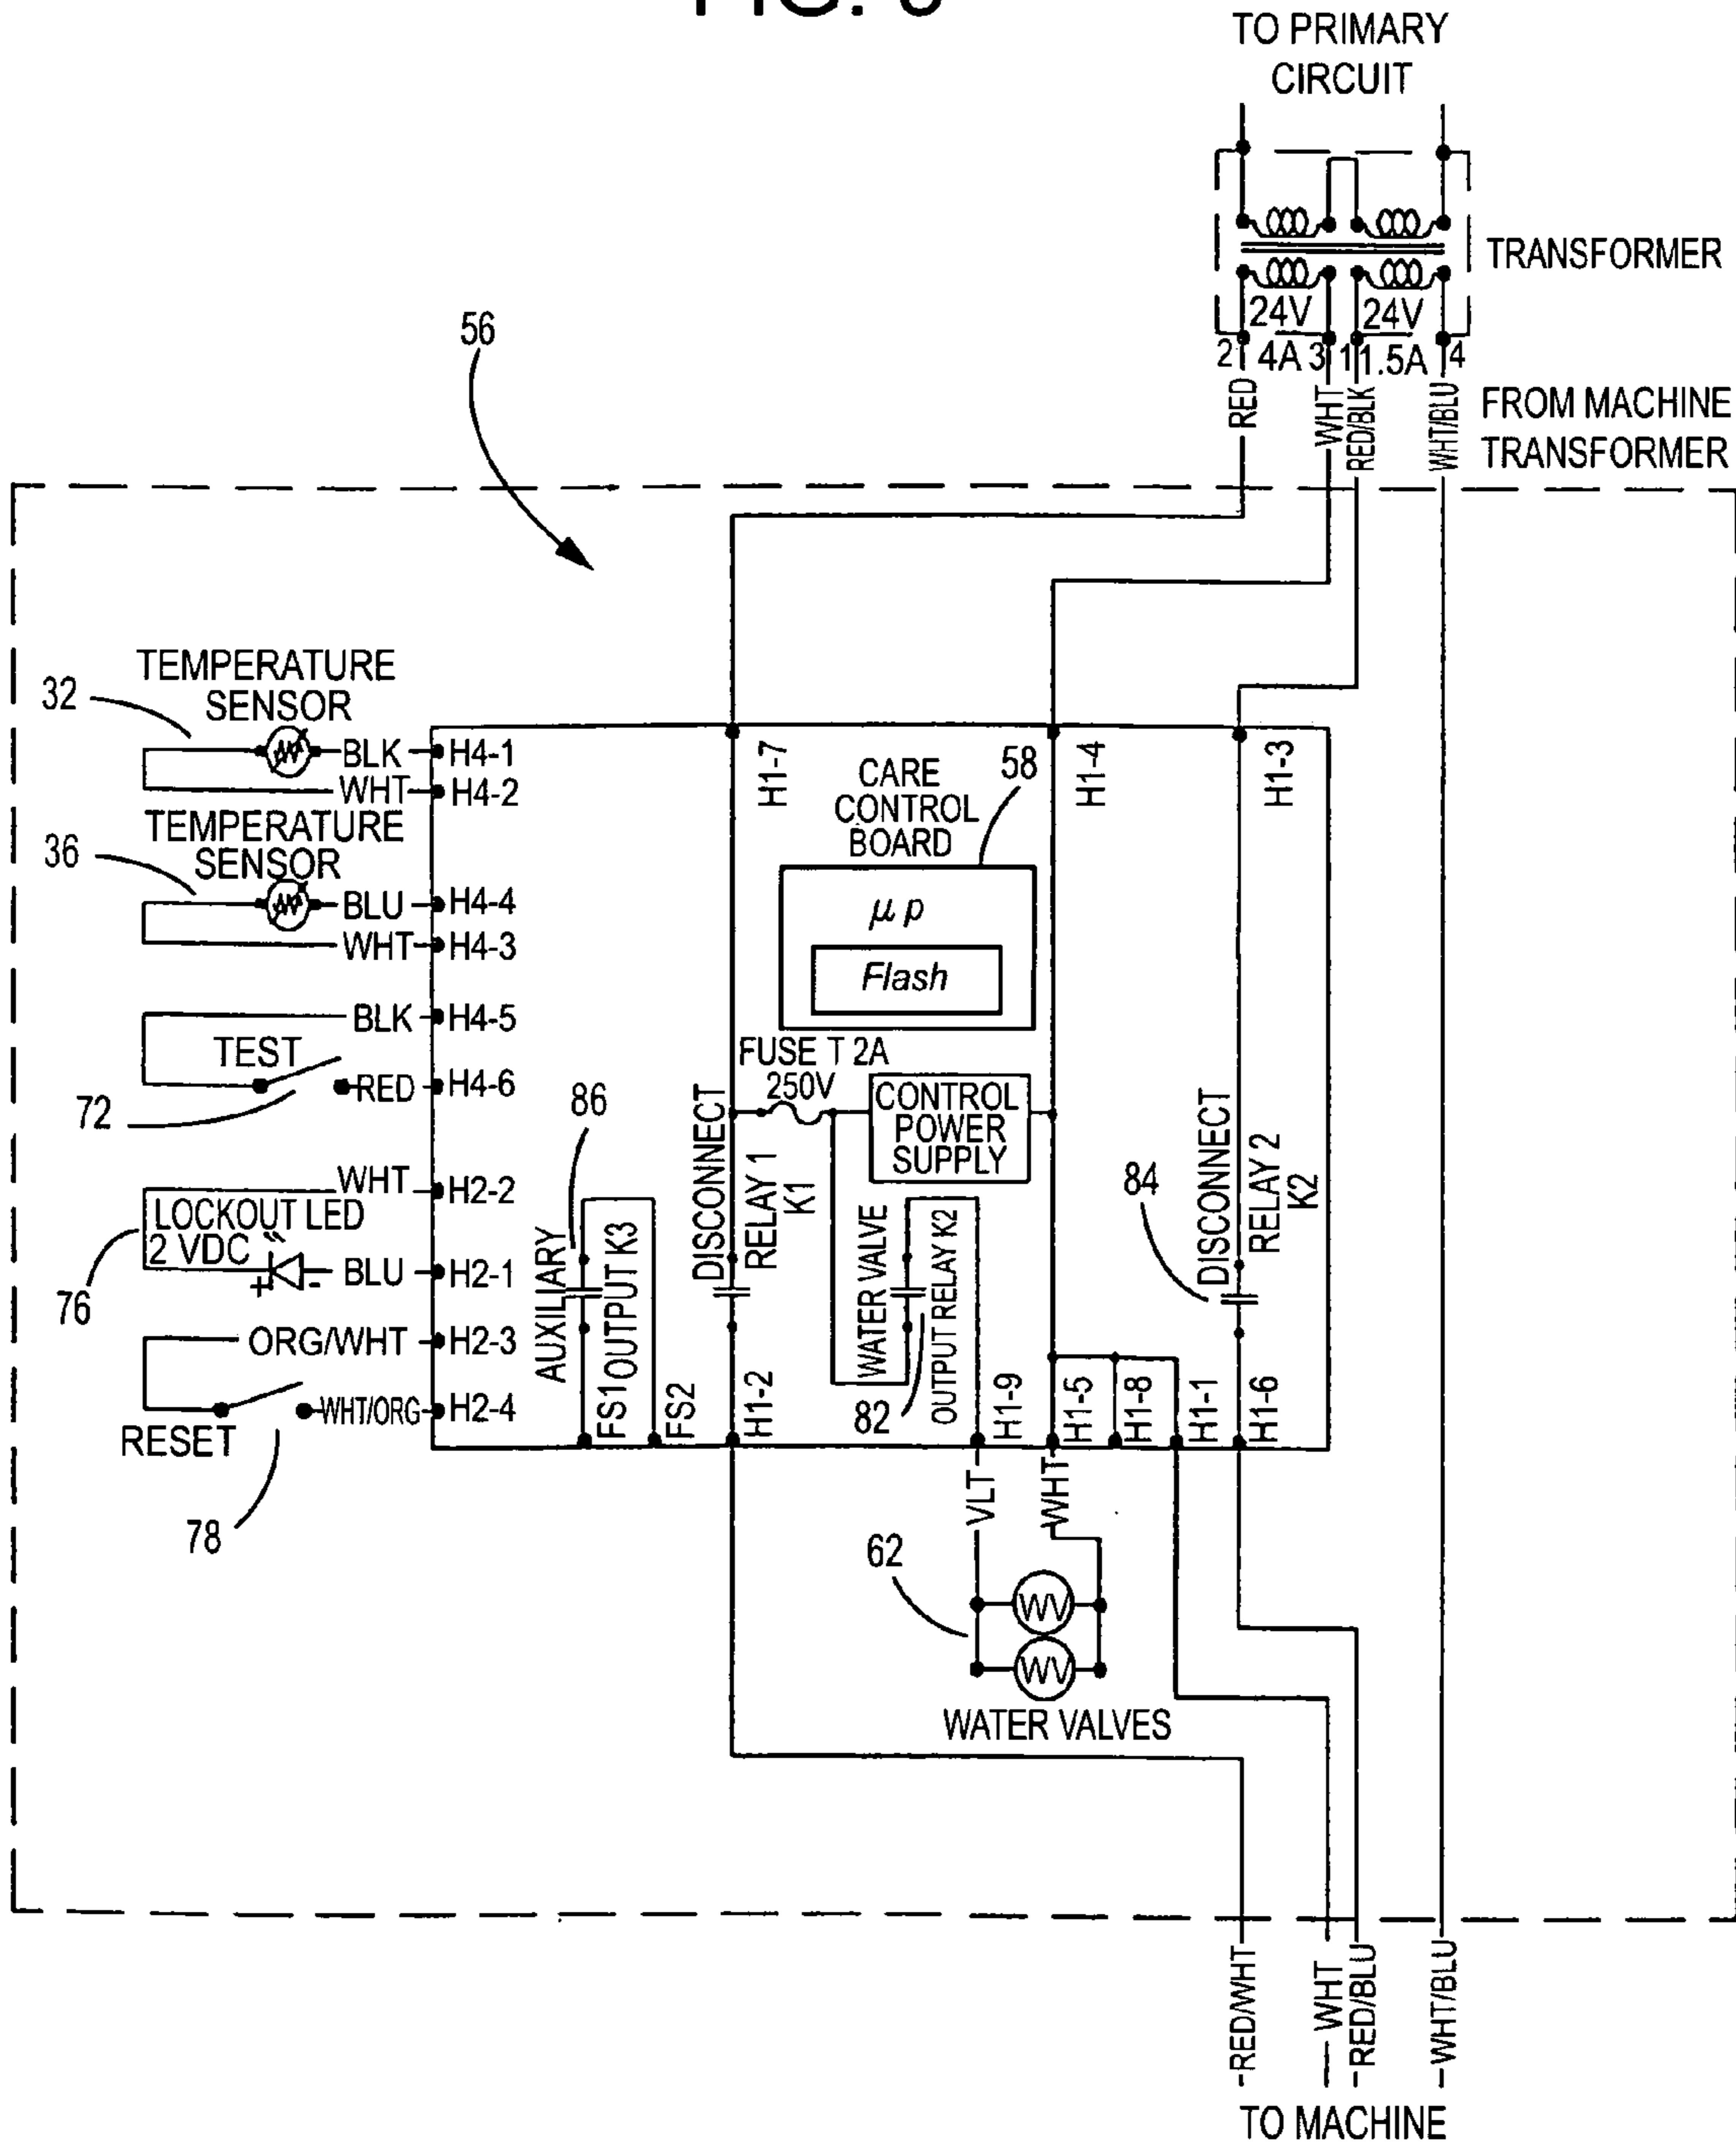 TO PRIMARY
CIRCUIT
TRANSFORMER
24V 24V
2 4A 3 1 1.5A 4
RED
WHT
RED/BLK
WHT/BLU
FROM MACHINE
TRANSFORMER
56
32
TEMPERATURE
SENSOR
BLK H4-1
WHT H4-2
36
TEMPERATURE
SENSOR
BLU H4-4
WHT H4-3
BLK H4-5
TEST
RED H4-6
72
WHT H2-2
LOCKOUT LED
2 VDC
+ -
BLU H2-1
76
ORG/WHT H2-3
WHT/ORG H2-4
RESET
78
H1-7
H1-4
H1-3
CARE
CONTROL
BOARD
58
μp
Flash
FUSE T 2A
250V
CONTROL
POWER
SUPPLY
86
AUXILIARY
OUTPUT K3
FS1
FS2
DISCONNECT
RELAY 1
K1
H1-2
WATER VALVE
OUTPUT RELAY K2
82
84
DISCONNECT
RELAY 2
K2
H1-9
H1-5
H1-8
H1-1
H1-6
VLT
WHT
62
WV
WV
WATER VALVES
RED/WHT
WHT
RED/BLU
WHT/BLU
TO MACHINE